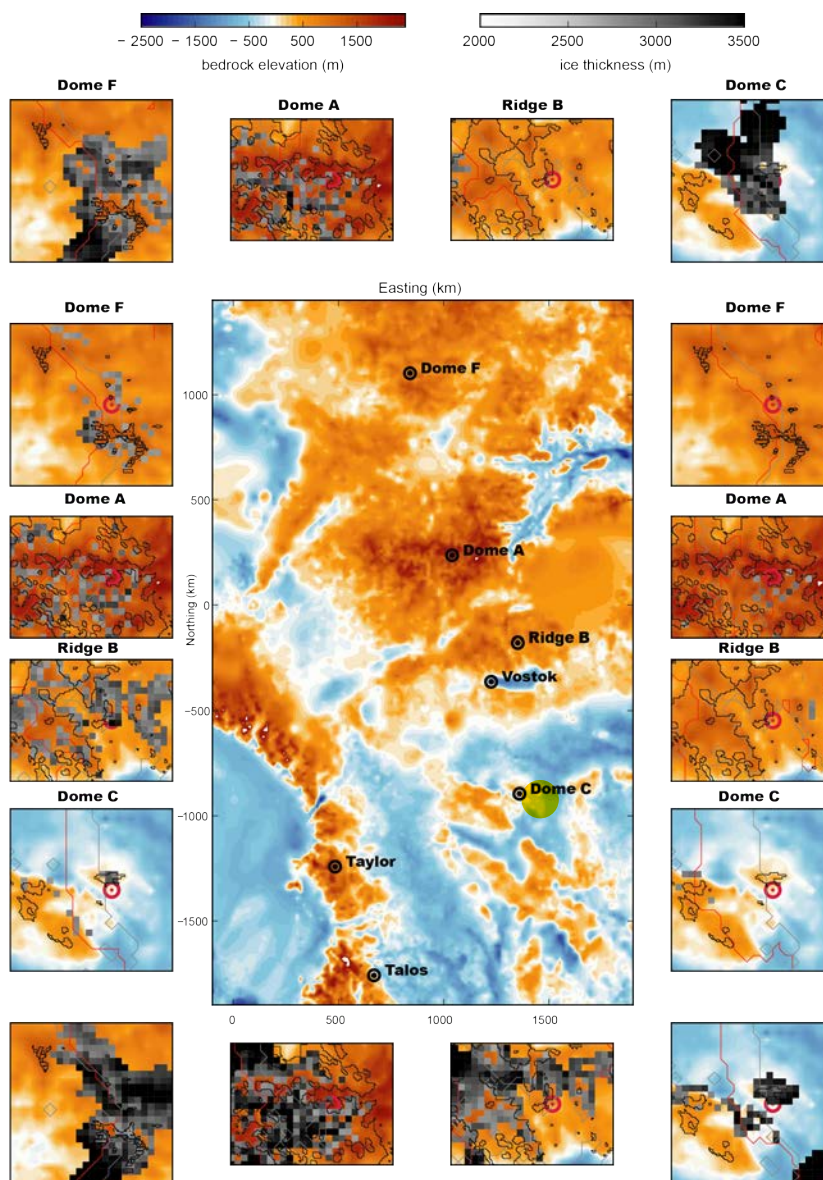 − 2500 − 1500 − 500 500 1500
bedrock elevation (m)
2000 2500 3000 3500
ice thickness (m)
Dome F
Dome A
Ridge B
Dome C
Easting (km)
Dome F
Dome F
Dome F
1000
Dome A
500
Dome A
Dome A
0
Northing (km)
Ridge B
Ridge B
Ridge B
Vostok
−500
Dome C
Dome C
Dome C
−1000
Taylor
−1500
Talos
0 500 1000 1500